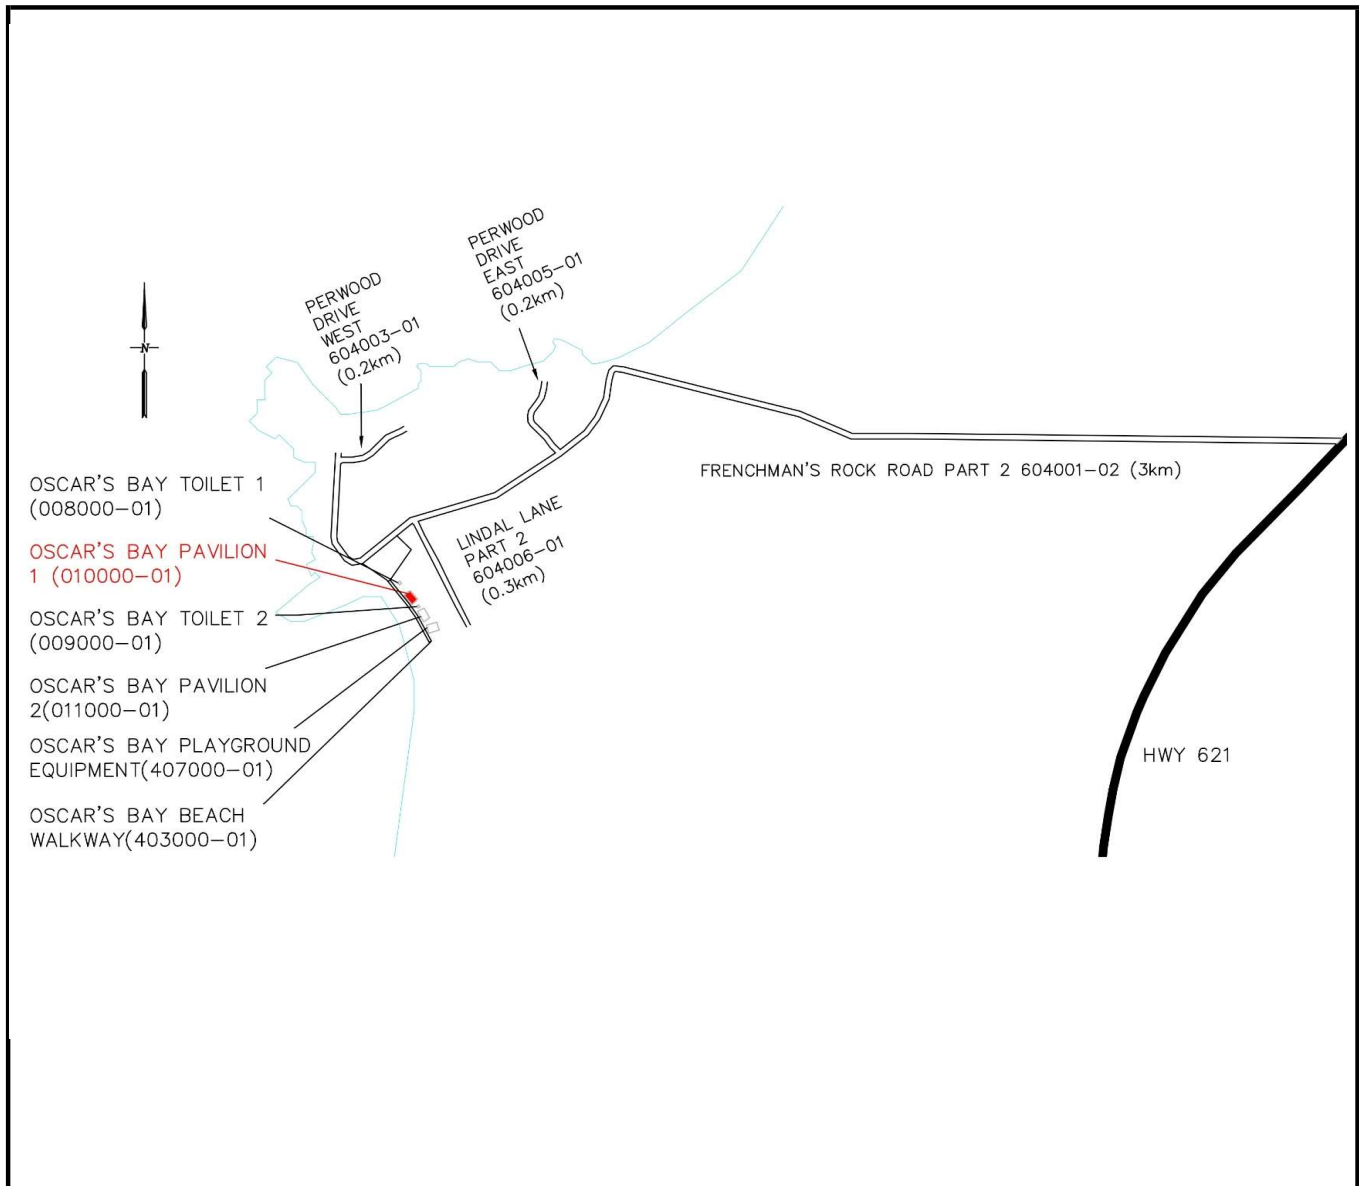 PERWOOD
DRIVE
EAST
604005-01
(0.2km)
PERWOOD
DRIVE
WEST
604003-01
(0.2km)
N
FRENCHMAN'S ROCK ROAD PART 2 604001-02 (3km)
OSCAR'S BAY TOILET 1
(008000-01)
LINDAL LANE
PART 2
604006-01
(0.3km)
OSCAR'S BAY PAVILION
1 (010000-01)
OSCAR'S BAY TOILET 2
(009000-01)
OSCAR'S BAY PAVILION
2(011000-01)
OSCAR'S BAY PLAYGROUND
EQUIPMENT(407000-01)
HWY 621
OSCAR'S BAY BEACH
WALKWAY(403000-01)